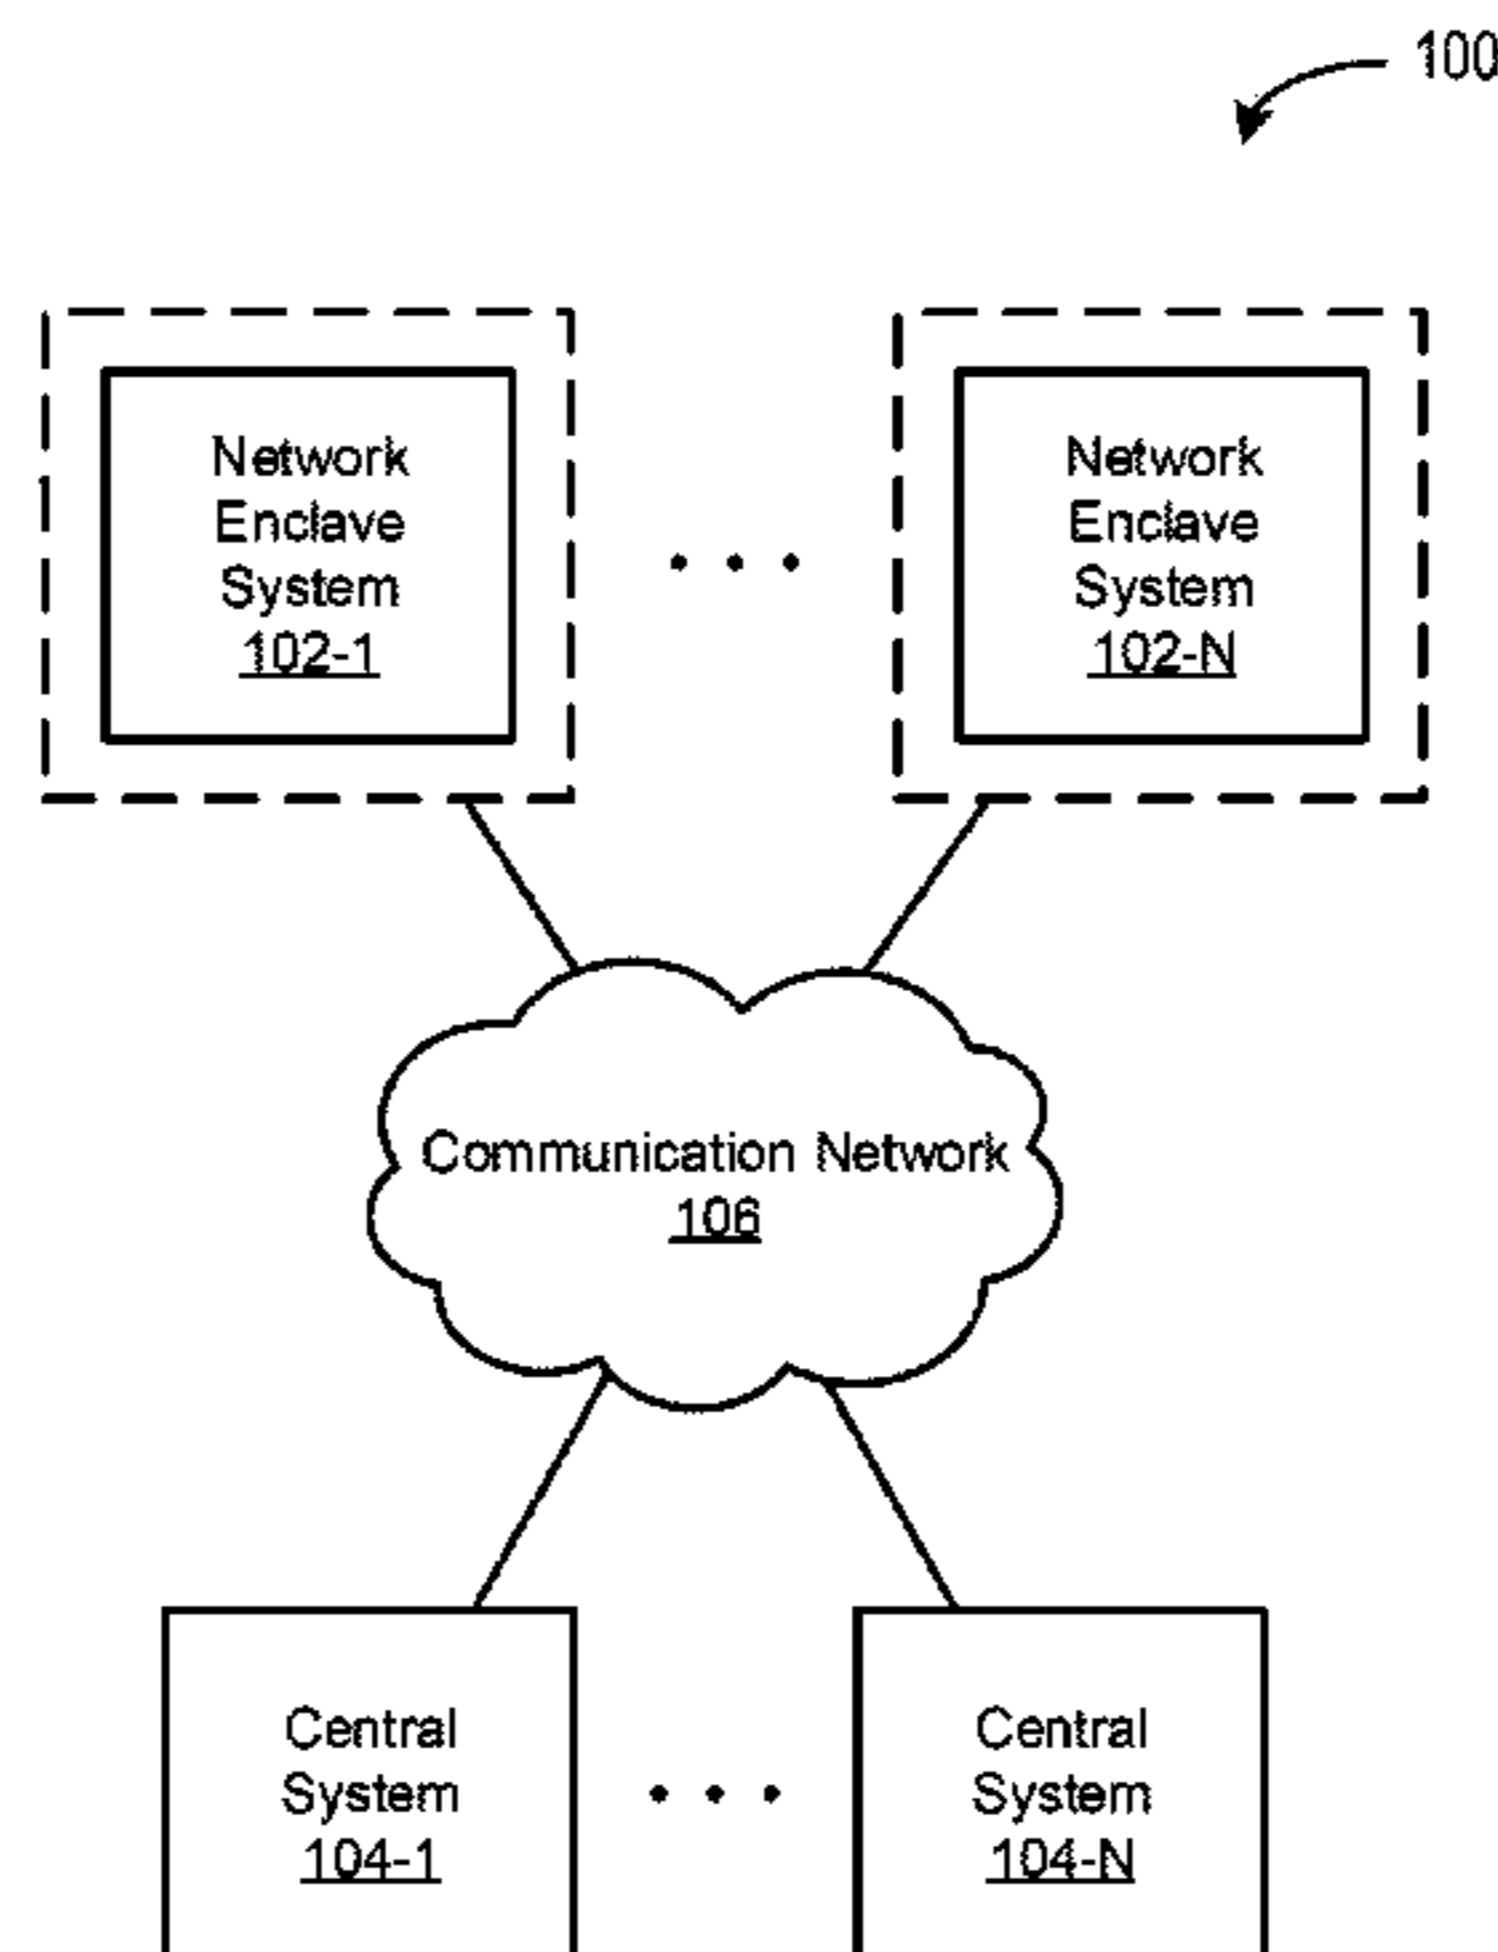 100
Network
Enclave
System
102-1
Network
Enclave
System
102-N
Communication Network
106
Central
System
104-1
Central
System
104-N